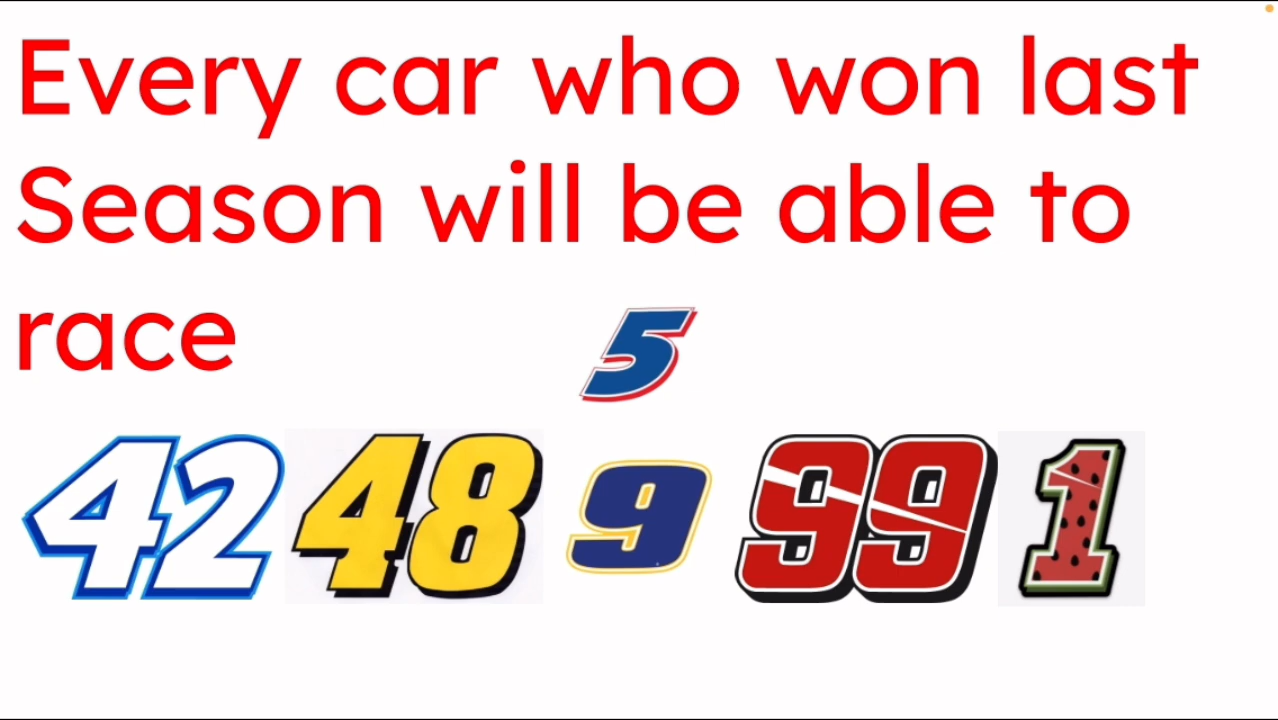 Every car who won last
Season will be able to
race
5
42 48 9 99 1